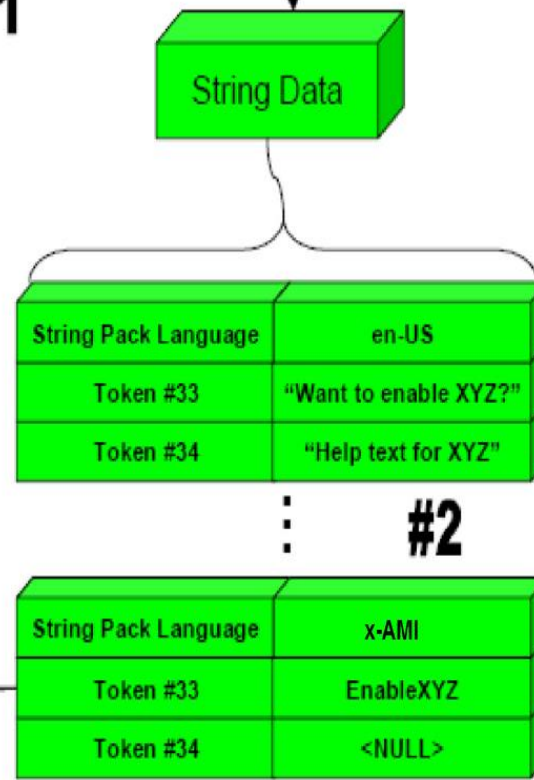 1
String Data
String Pack Language en-US
Token #33 “Want to enable XYZ?”
Token #34 “Help text for XYZ”
#2
String Pack Language x-AMI
Token #33 EnableXYZ
Token #34 <NULL>